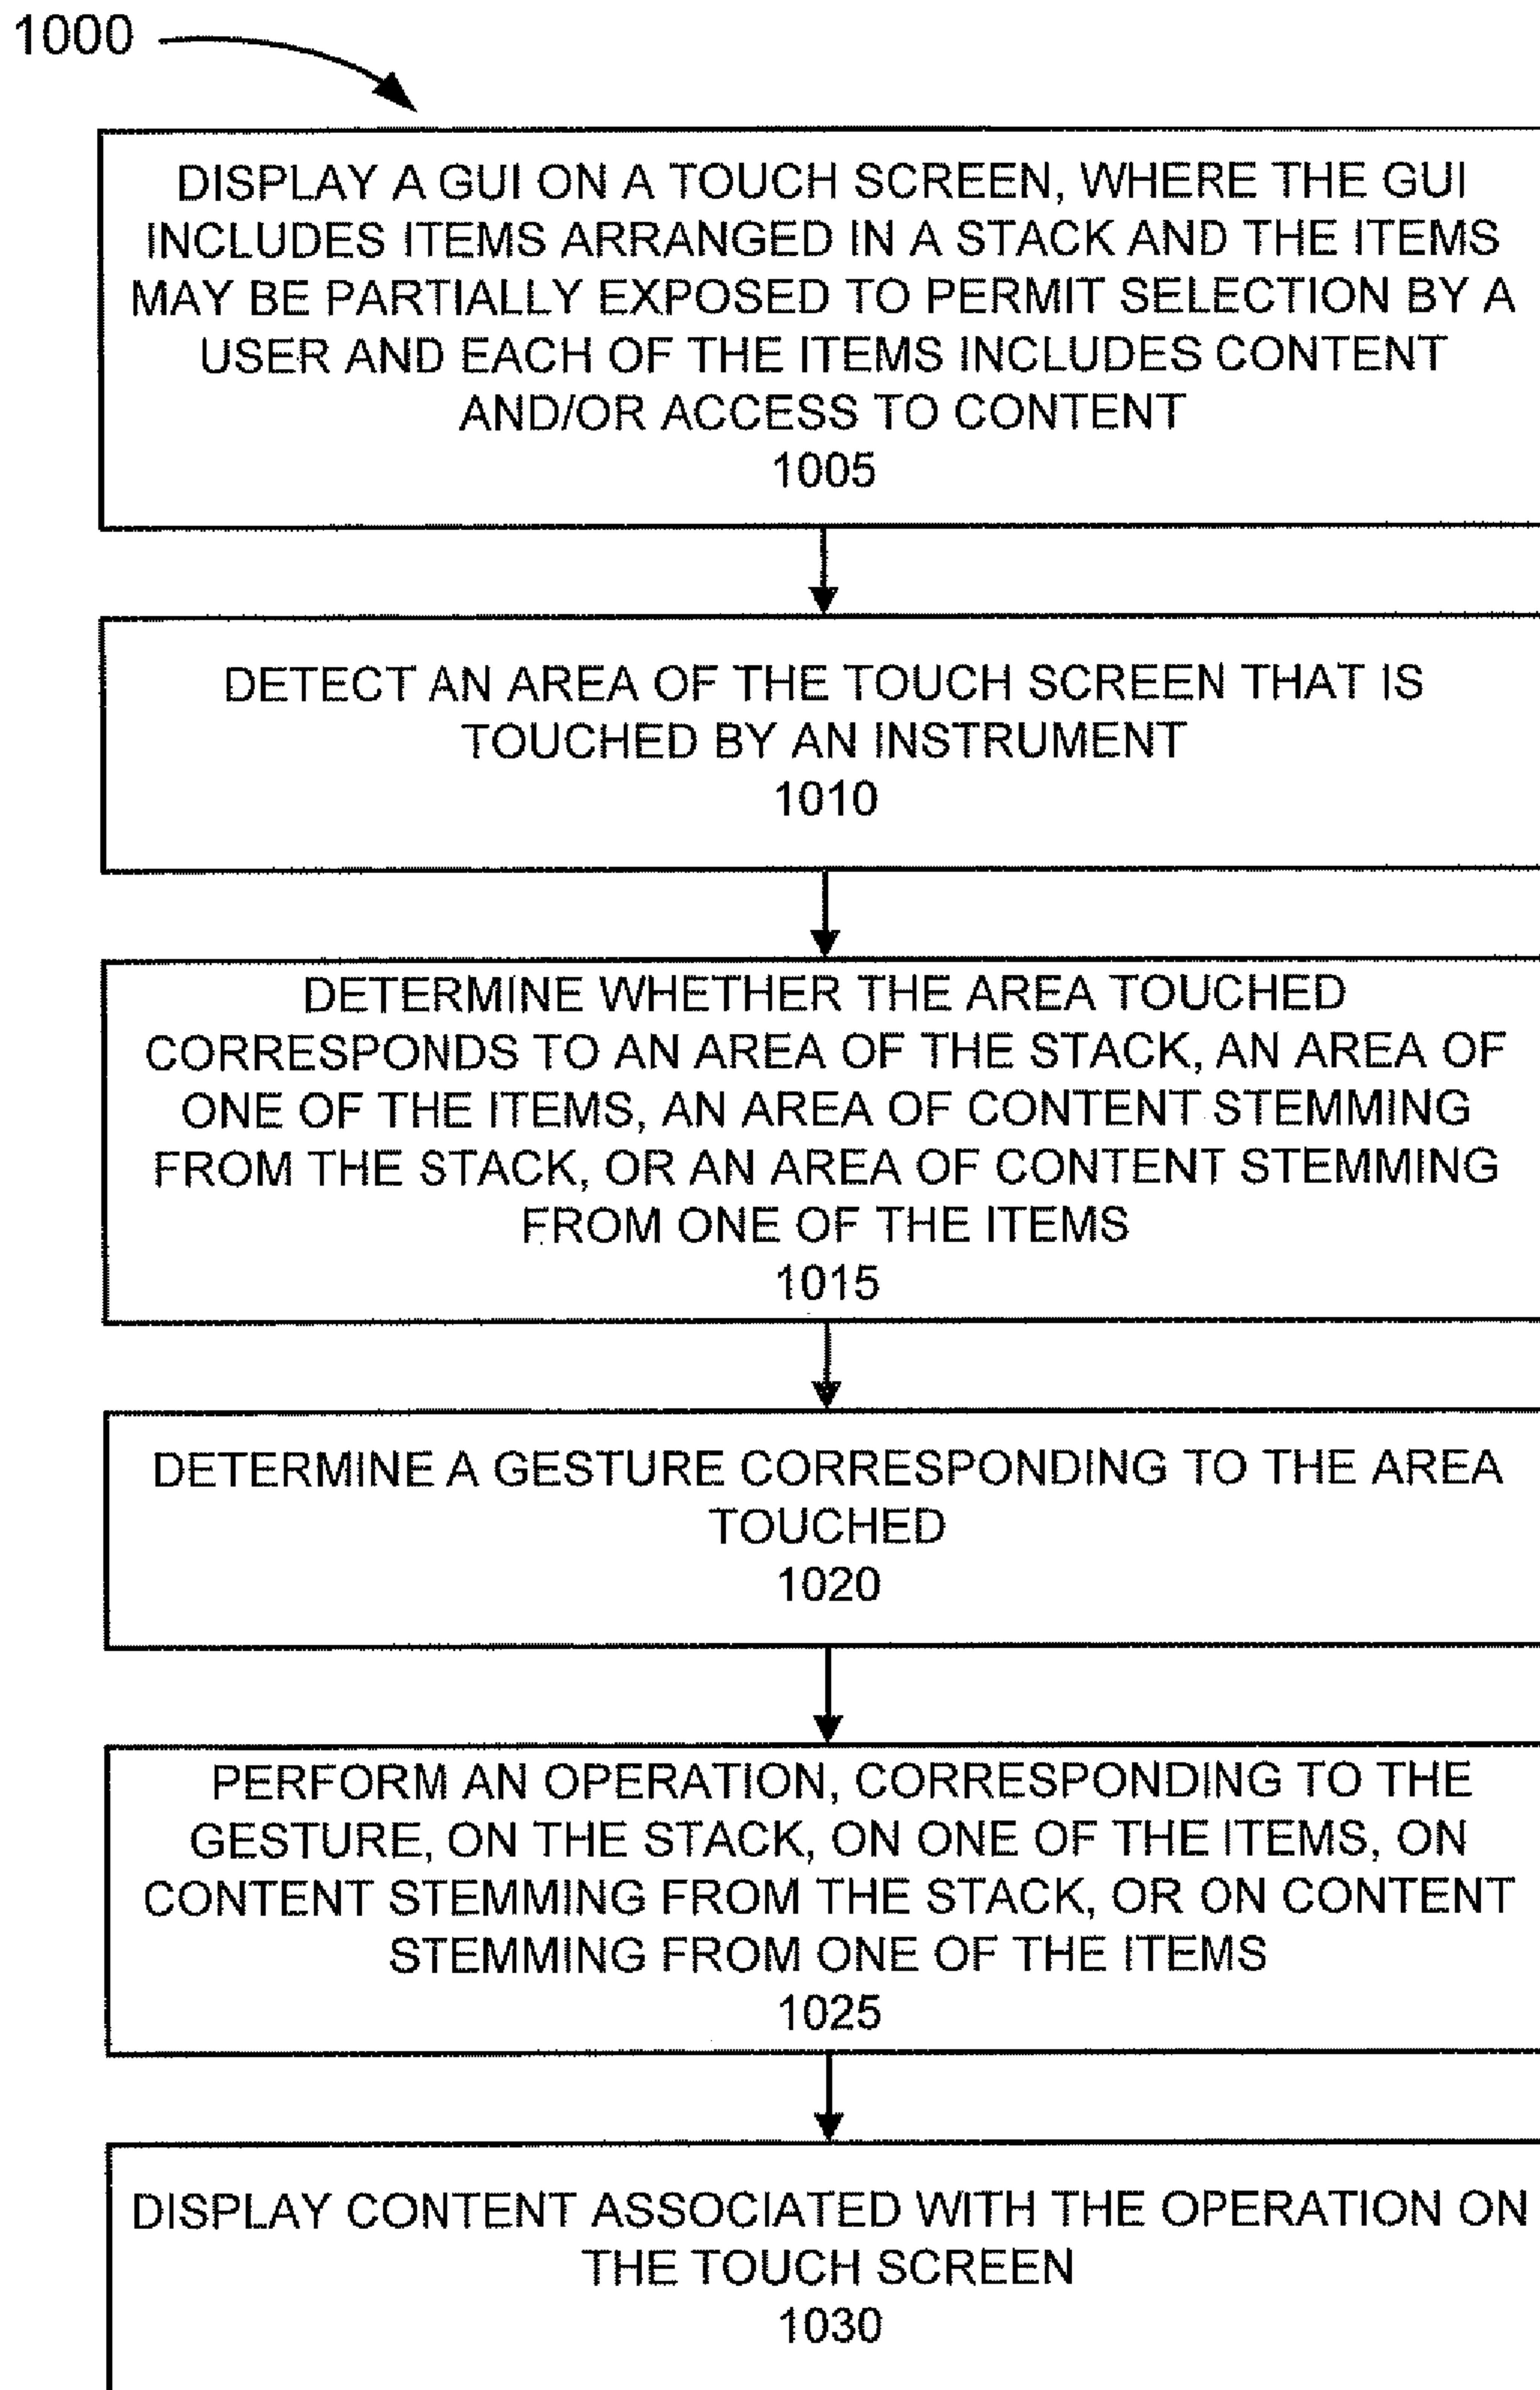 1000
DISPLAY A GUI ON A TOUCH SCREEN, WHERE THE GUI
INCLUDES ITEMS ARRANGED IN A STACK AND THE ITEMS
MAY BE PARTIALLY EXPOSED TO PERMIT SELECTION BY A
USER AND EACH OF THE ITEMS INCLUDES CONTENT
AND/OR ACCESS TO CONTENT
1005
DETECT AN AREA OF THE TOUCH SCREEN THAT IS
TOUCHED BY AN INSTRUMENT
1010
DETERMINE WHETHER THE AREA TOUCHED
CORRESPONDS TO AN AREA OF THE STACK, AN AREA OF
ONE OF THE ITEMS, AN AREA OF CONTENT STEMMING
FROM THE STACK, OR AN AREA OF CONTENT STEMMING
FROM ONE OF THE ITEMS
1015
DETERMINE A GESTURE CORRESPONDING TO THE AREA
TOUCHED
1020
PERFORM AN OPERATION, CORRESPONDING TO THE
GESTURE, ON THE STACK, ON ONE OF THE ITEMS, ON
CONTENT STEMMING FROM THE STACK, OR ON CONTENT
STEMMING FROM ONE OF THE ITEMS
1025
DISPLAY CONTENT ASSOCIATED WITH THE OPERATION ON
THE TOUCH SCREEN
1030